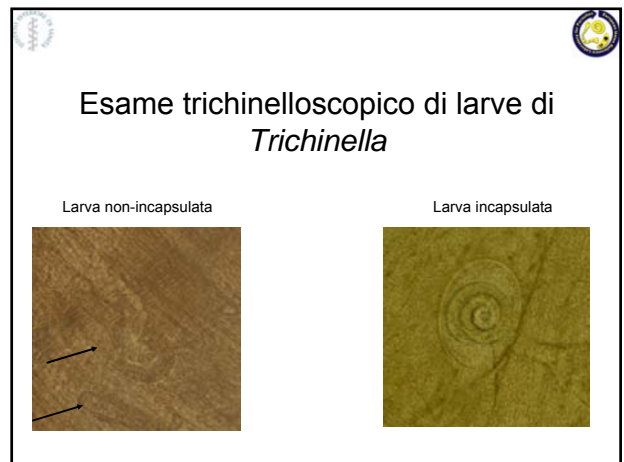 Esame trichinelloscopico di larve di
Trichinella
Larva non-incapsulata
Larva incapsulata